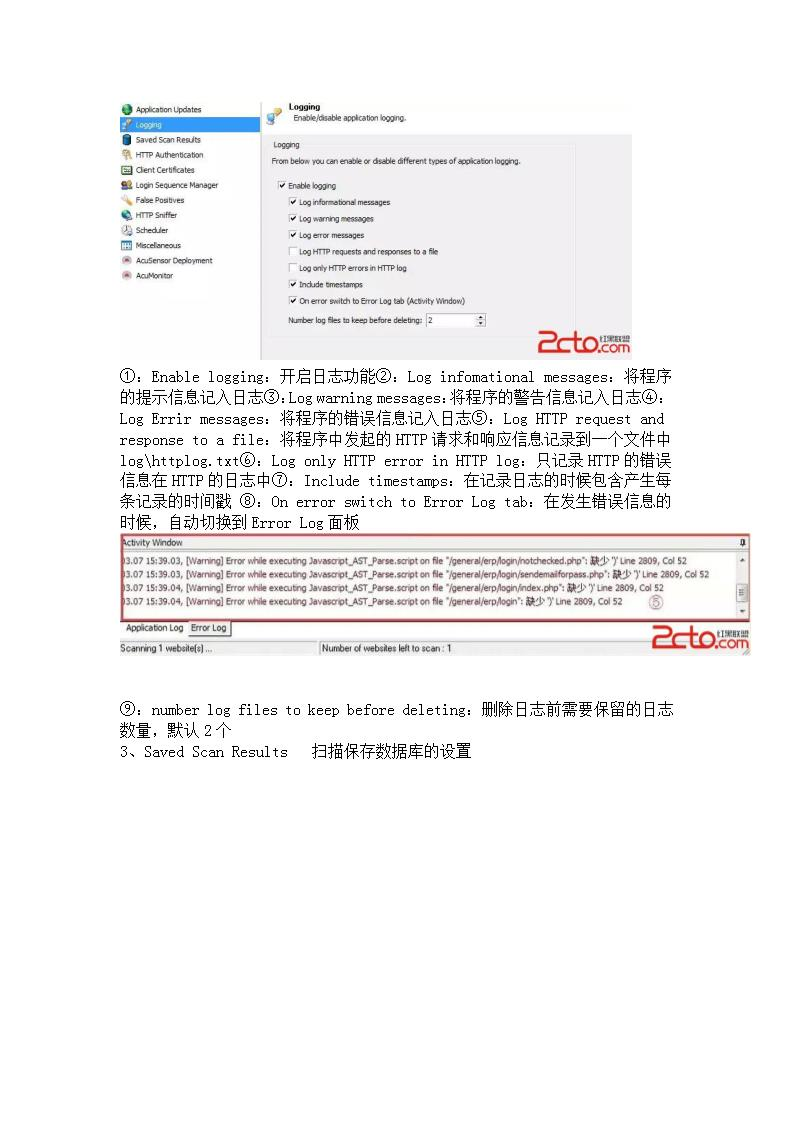 Application Updates
Logging
Saved Scan Results
HTTP Authentication
Client Certificates
Login Sequence Manager
False Positives
HTTP Sniffer
Scheduler
Miscellaneous
AcuSensor Deployment
AcuMonitor
Logging
Enable/disable application logging.
Logging
From below you can enable or disable different types of application logging.
Enable logging
Log informational messages
Log warning messages
Log error messages
Log HTTP requests and responses to a file
Log only HTTP errors in HTTP log
Include timestamps
On error switch to Error Log tab (Activity Window)
Number log files to keep before deleting: 2
2cto.com 红黑联盟
①：Enable logging：开启日志功能②：Log infomational messages：将程序
的提示信息记入日志③：Log warning messages：将程序的警告信息记入日志④：
Log Errir messages：将程序的错误信息记入日志⑤：Log HTTP request and
response to a file：将程序中发起的 HTTP 请求和响应信息记录到一个文件中
log\httplog.txt⑥：Log only HTTP error in HTTP log：只记录 HTTP 的错误
信息在 HTTP 的日志中⑦：Include timestamps：在记录日志的时候包含产生每
条记录的时间戳 ⑧：On error switch to Error Log tab：在发生错误信息的
时候，自动切换到 Error Log 面板
Activity Window
03.07 15:39.03, [Warning] Error while executing Javascript_AST_Parse.script on file "/general/erp/login/notchecked.php": 缺少 ')' Line 2809, Col 52
03.07 15:39.03, [Warning] Error while executing Javascript_AST_Parse.script on file "/general/erp/login/sendemailforpass.php": 缺少 ')' Line 2809, Col 52
03.07 15:39.04, [Warning] Error while executing Javascript_AST_Parse.script on file "/general/erp/login/index.php": 缺少 ')' Line 2809, Col 52
03.07 15:39.04, [Warning] Error while executing Javascript_AST_Parse.script on file "/general/erp/login": 缺少 ')' Line 2809, Col 52 ⑤
Application Log Error Log
Scanning 1 website(s) ... Number of websites left to scan : 1
2cto.com 红黑联盟
⑨：number log files to keep before deleting：删除日志前需要保留的日志
数量，默认 2 个
3、Saved Scan Results 扫描保存数据库的设置